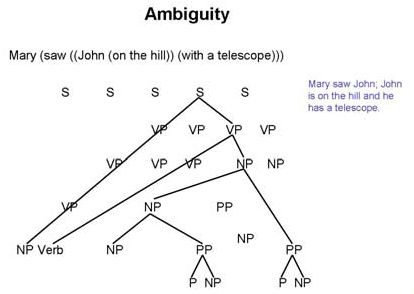 Ambiguity
Mary (saw ((John (on the hill)) (with a telescope)))
Mary saw John; John
is on the hill and he
has a telescope.
S S S S S
VP VP VP VP
VP VP VP NP NP
VP NP PP
NP
NP Verb NP PP PP
P NP P NP